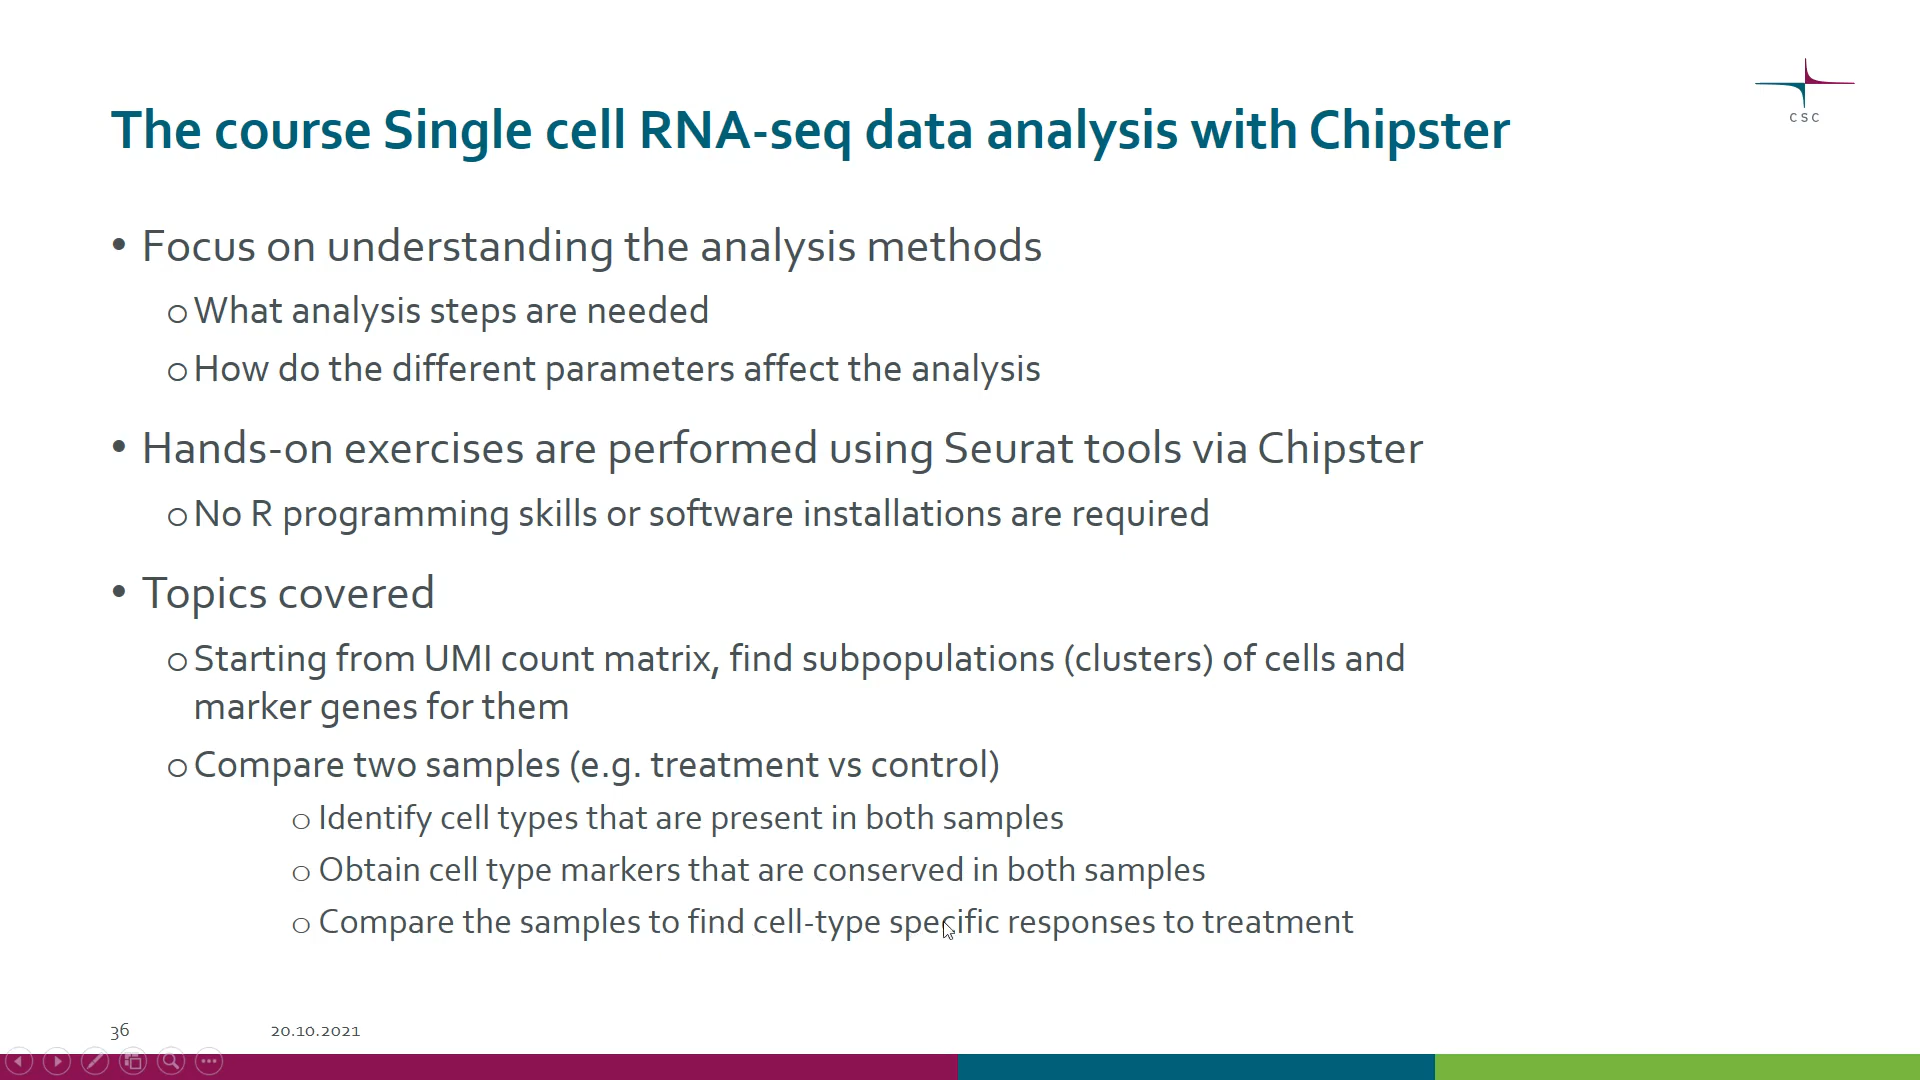 CSC
The course Single cell RNA-seq data analysis with Chipster
• Focus on understanding the analysis methods
o What analysis steps are needed
o How do the different parameters affect the analysis
• Hands-on exercises are performed using Seurat tools via Chipster
o No R programming skills or software installations are required
• Topics covered
o Starting from UMI count matrix, find subpopulations (clusters) of cells and
marker genes for them
o Compare two samples (e.g. treatment vs control)
o Identify cell types that are present in both samples
o Obtain cell type markers that are conserved in both samples
o Compare the samples to find cell-type specific responses to treatment
36
20.10.2021